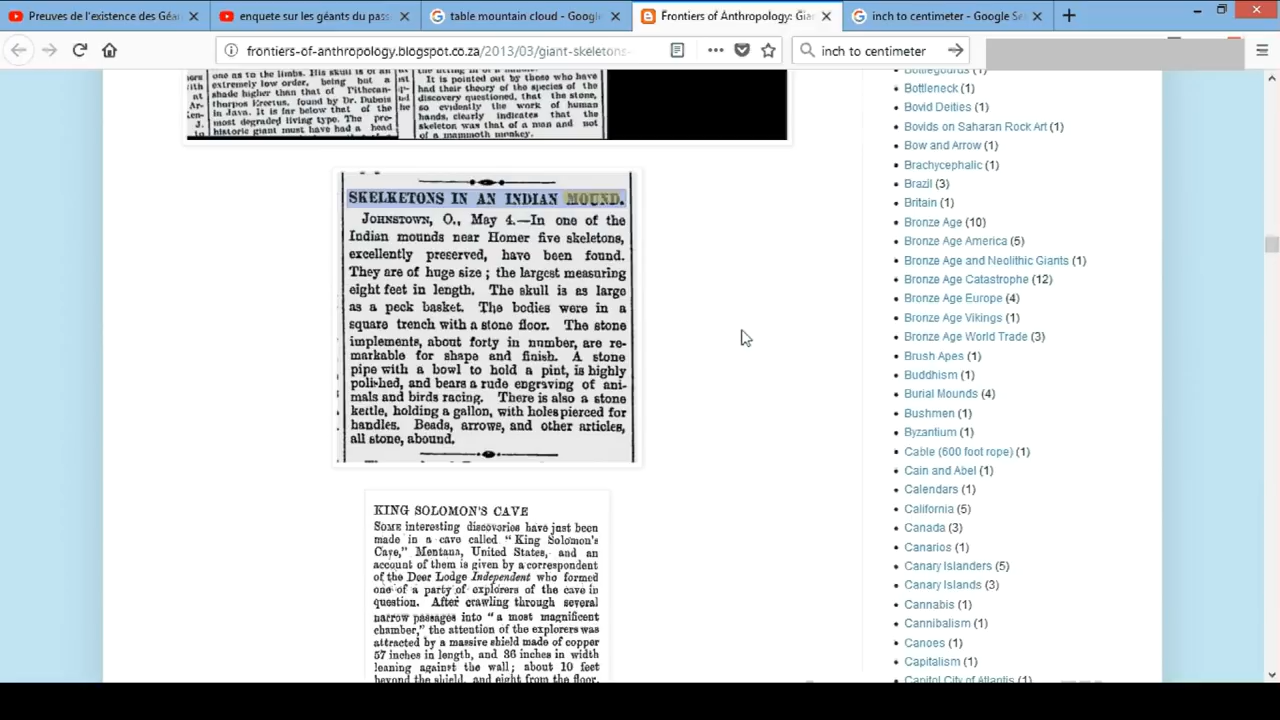 Preuves de l'existence des Géa
enquete sur les géants du pass
table mountain cloud - Google
Frontiers of Anthropology: Gia
inch to centimeter - Google Se
frontiers-of-anthropology.blogspot.co.za/2013/03/giant-skeletons-
inch to centimeter
one as to the limbs. His skull is of an
extremely low order, being but a
shade higher than that of Pithecan-
thorpos Erectus, found by Dr. Dubois
in Java. It is far below that of the
most degraded living type. The pre-
historic giant must have had a head
It is pointed out by those who have
had their theory of the species of the
discovery questioned, that the stone,
so evidently the work of human
hands, clearly indicates that the
skeleton was that of a man and not
of a mammoth monkey.
SKELKETONS IN AN INDIAN MOUND.
JOHNSTOWN, O., May 4.—In one of the
Indian mounds near Homer five skeletons,
excellently preserved, have been found.
They are of huge size; the largest measuring
eight feet in length. The skull is as large
as a peck basket. The bodies were in a
square trench with a stone floor. The stone
implements, about forty in number, are re-
markable for shape and finish. A stone
pipe with a bowl to hold a pint, is highly
polished, and bears a rude engraving of ani-
mals and birds racing. There is also a stone
kettle, holding a gallon, with holes pierced for
handles. Beads, arrows, and other articles,
all stone, abound.
KING SOLOMON'S CAVE
SOME interesting discoveries have just been
made in a cave called "King Solomon's
Cave," Mentana, United States, and an
account of them is given by a correspondent
of the Deer Lodge Independent who formed
one of a party of explorers of the cave in
question. After crawling through several
narrow passages into "a most magnificent
chamber," the attention of the explorers was
attracted by a massive shield made of copper
57 inches in length, and 36 inches in width
leaning against the wall; about 10 feet
beyond the shield, and eight from the floor,
Bottlegourds (1)
Bottleneck (1)
Bovid Deities (1)
Bovids on Saharan Rock Art (1)
Bow and Arrow (1)
Brachycephalic (1)
Brazil (3)
Britain (1)
Bronze Age (10)
Bronze Age America (5)
Bronze Age and Neolithic Giants (1)
Bronze Age Catastrophe (12)
Bronze Age Europe (4)
Bronze Age Vikings (1)
Bronze Age World Trade (3)
Brush Apes (1)
Buddhism (1)
Burial Mounds (4)
Bushmen (1)
Byzantium (1)
Cable (600 foot rope) (1)
Cain and Abel (1)
Calendars (1)
California (5)
Canada (3)
Canarios (1)
Canary Islanders (5)
Canary Islands (3)
Cannabis (1)
Cannibalism (1)
Canoes (1)
Capitalism (1)
Capitol City of Atlantis (1)